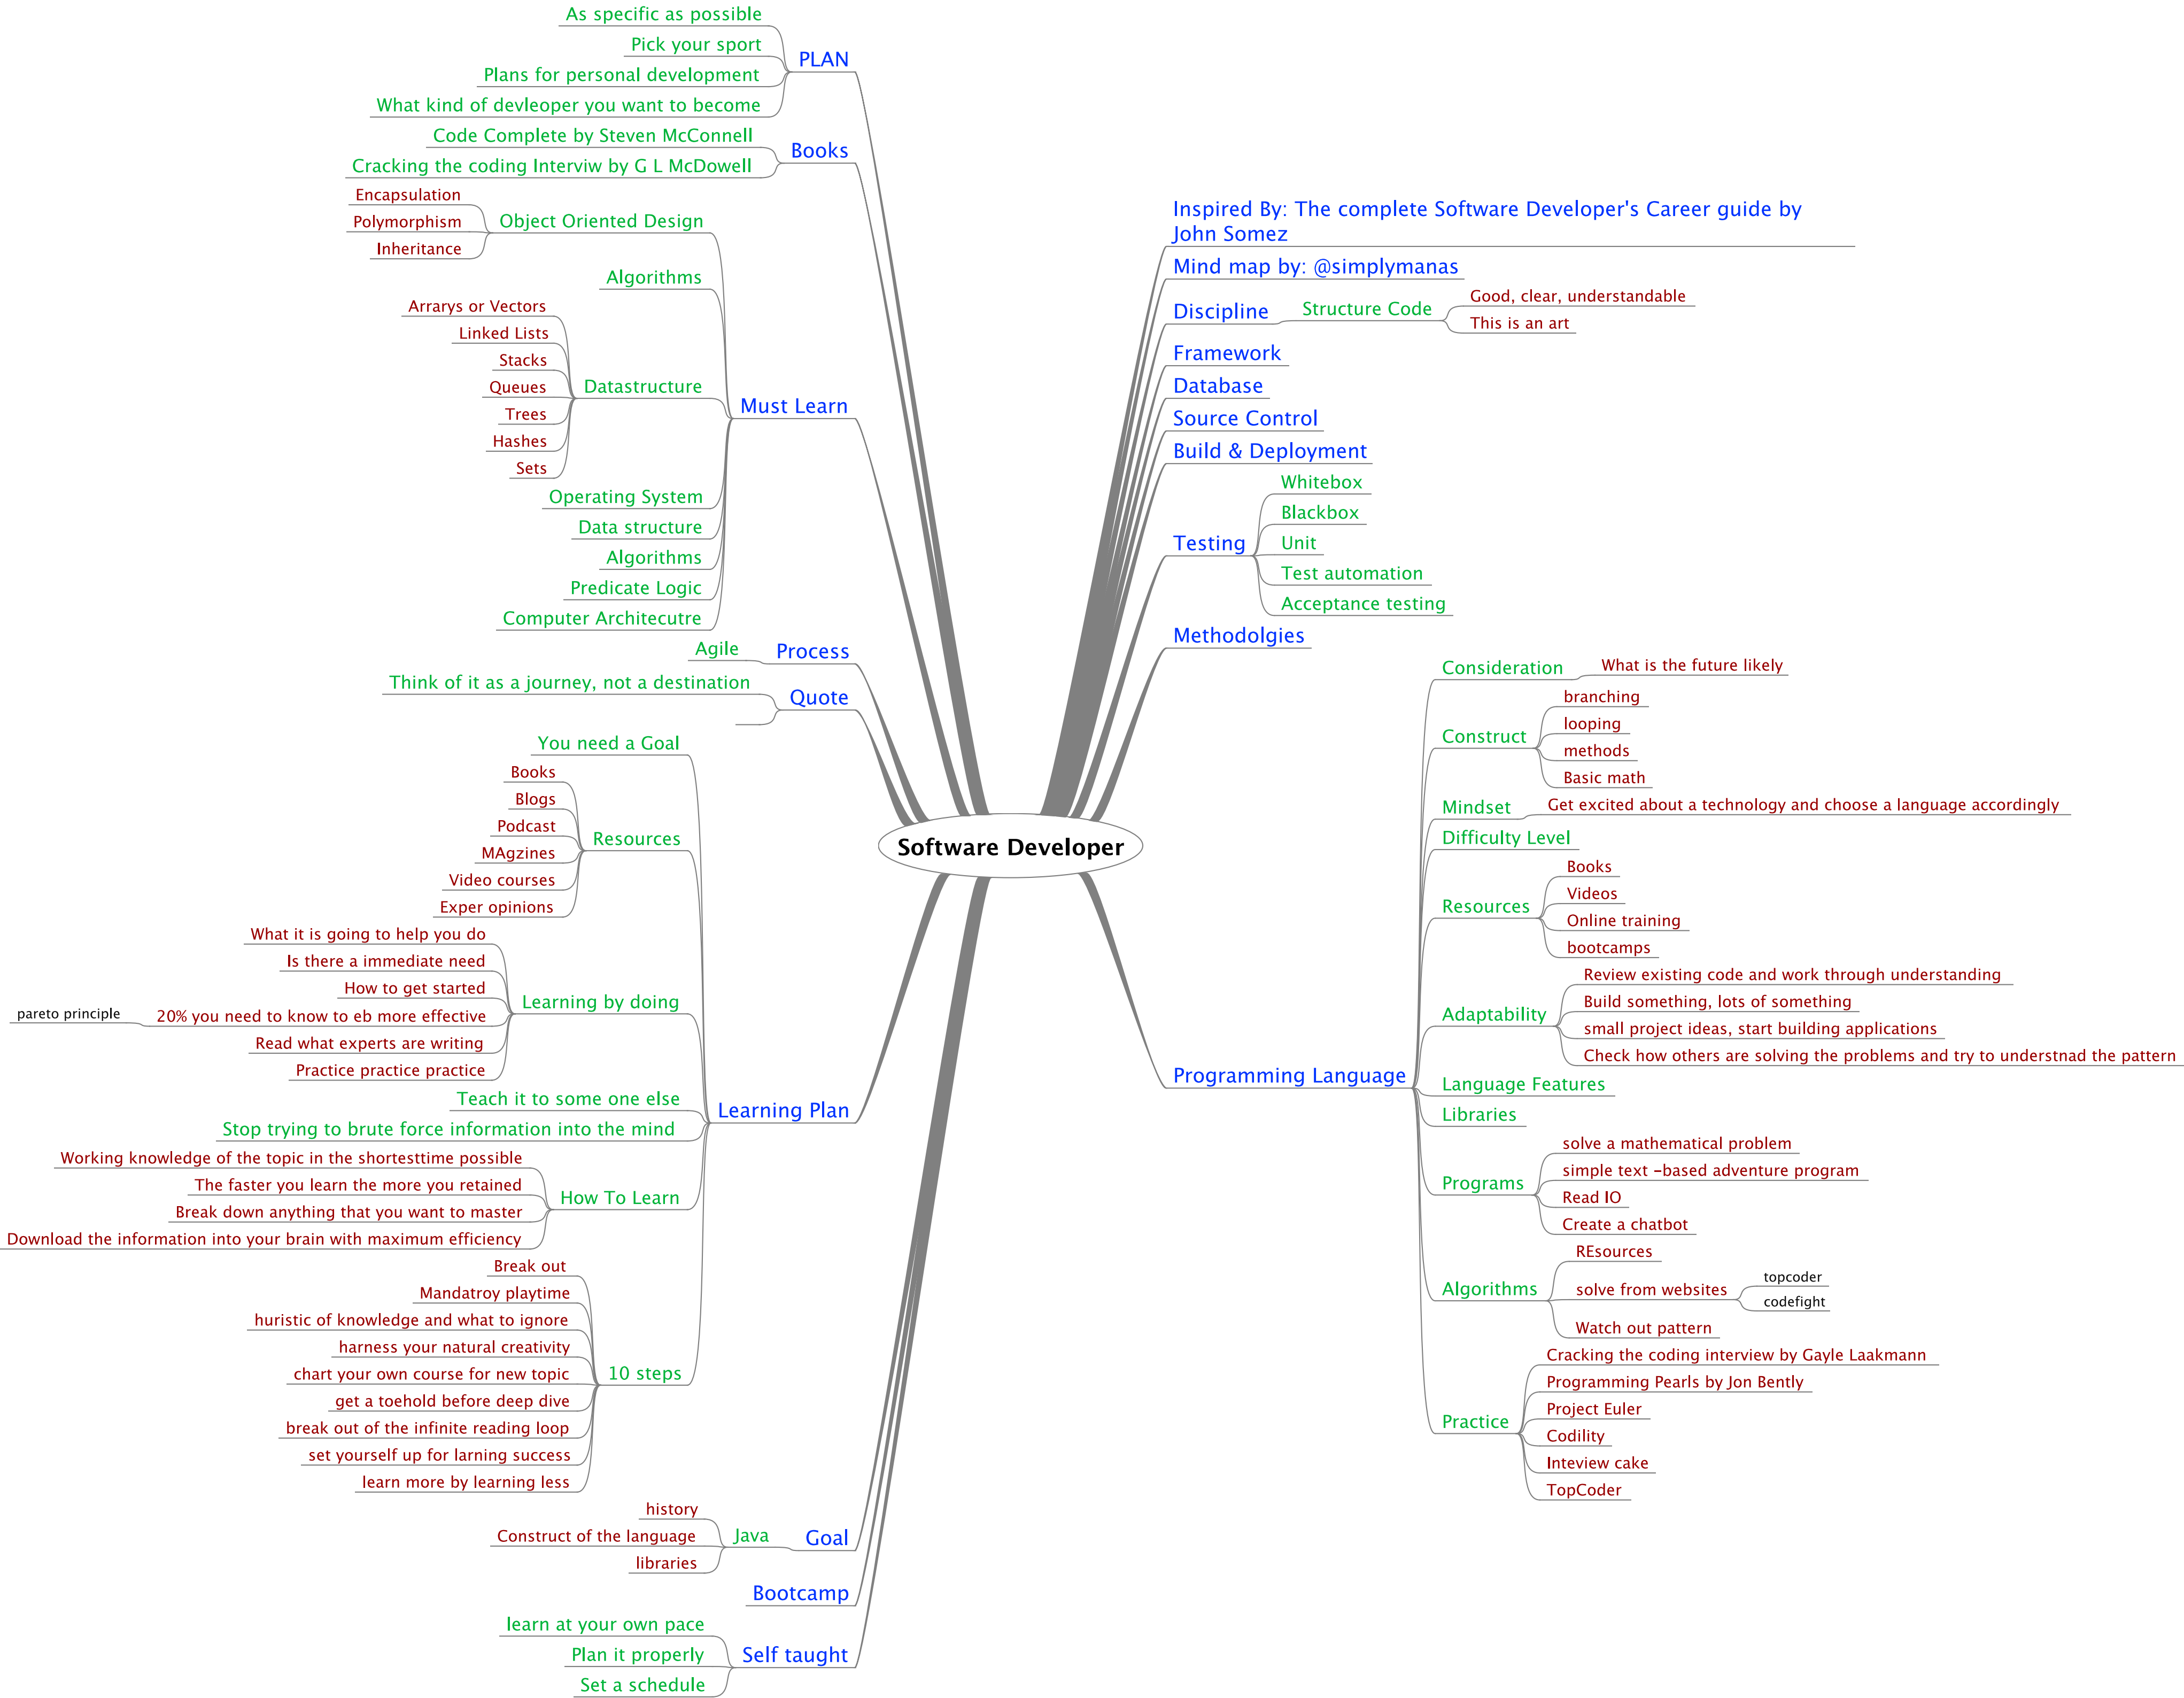 As specific as possible
Pick your sport
Plans for personal development
What kind of devleoper you want to become
PLAN
Code Complete by Steven McConnell
Cracking the coding Interviw by G L McDowell
Books
Encapsulation
Polymorphism
Inheritance
Object Oriented Design
Algorithms
Arrarys or Vectors
Linked Lists
Stacks
Queues
Trees
Hashes
Sets
Datastructure
Operating System
Data structure
Algorithms
Predicate Logic
Computer Architecutre
Must Learn
Agile
Process
Think of it as a journey, not a destination
Quote
You need a Goal
Books
Blogs
Podcast
MAgzines
Video courses
Exper opinions
Resources
What it is going to help you do
Is there a immediate need
How to get started
pareto principle
20% you need to know to eb more effective
Read what experts are writing
Practice practice practice
Learning by doing
Teach it to some one else
Stop trying to brute force information into the mind
Working knowledge of the topic in the shortesttime possible
The faster you learn the more you retained
Break down anything that you want to master
Download the information into your brain with maximum efficiency
How To Learn
Break out
Mandatroy playtime
huristic of knowledge and what to ignore
harness your natural creativity
chart your own course for new topic
get a toehold before deep dive
break out of the infinite reading loop
set yourself up for larning success
learn more by learning less
10 steps
Learning Plan
history
Construct of the language
libraries
Java
Goal
Bootcamp
learn at your own pace
Plan it properly
Set a schedule
Self taught
Software Developer
Inspired By: The complete Software Developer's Career guide by
John Somez
Mind map by: @simplymanas
Discipline
Structure Code
Good, clear, understandable
This is an art
Framework
Database
Source Control
Build & Deployment
Testing
Whitebox
Blackbox
Unit
Test automation
Acceptance testing
Methodolgies
Programming Language
Consideration
What is the future likely
Construct
branching
looping
methods
Basic math
Mindset
Get excited about a technology and choose a language accordingly
Difficulty Level
Resources
Books
Videos
Online training
bootcamps
Adaptability
Review existing code and work through understanding
Build something, lots of something
small project ideas, start building applications
Check how others are solving the problems and try to understnad the pattern
Language Features
Libraries
Programs
solve a mathematical problem
simple text -based adventure program
Read IO
Create a chatbot
Algorithms
REsources
solve from websites
topcoder
codefight
Watch out pattern
Practice
Cracking the coding interview by Gayle Laakmann
Programming Pearls by Jon Bently
Project Euler
Codility
Inteview cake
TopCoder